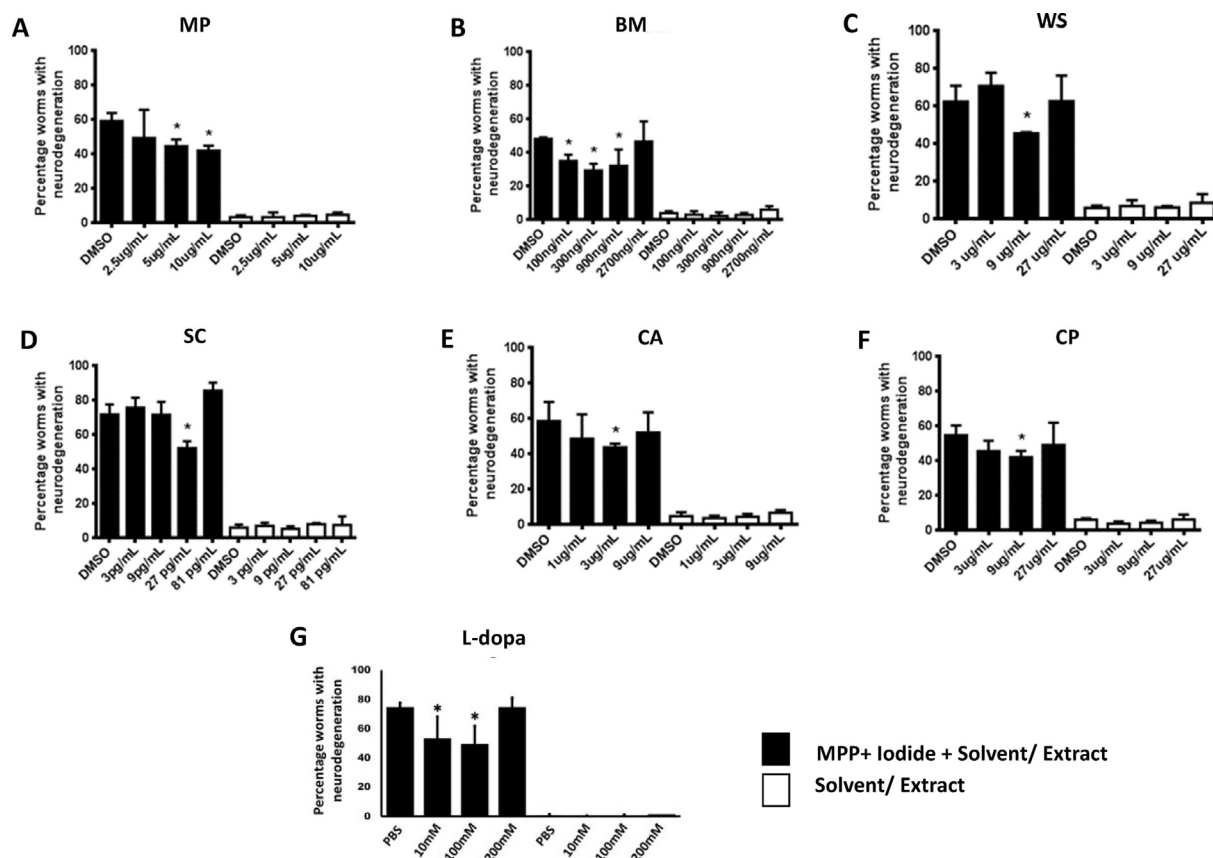 A
MP
Percentage worms with
neurodegeneration
100
80
60
40
20
0
*
*
DMSO
2.5ug/mL
5ug/mL
10ug/mL
DMSO
2.5ug/mL
5ug/mL
10ug/mL
B
BM
Percentage worms with
neurodegeneration
100
80
60
40
20
0
*
*
*
DMSO
100ng/mL
300ng/mL
900ng/mL
2700ng/mL
DMSO
100ng/mL
300ng/mL
900ng/mL
2700ng/mL
C
WS
Percentage worms with
neurodegeneration
100
80
60
40
20
0
*
DMSO
3 ug/mL
9 ug/mL
27 ug/mL
DMSO
3 ug/mL
9 ug/mL
27 ug/mL
D
SC
Percentage worms with
neurodegeneration
100
80
60
40
20
0
*
DMSO
3pg/mL
9pg/mL
27 pg/mL
81 pg/mL
DMSO
3 pg/mL
9 pg/mL
27 pg/mL
81 pg/mL
E
CA
Percentage worms with
neurodegeneration
100
80
60
40
20
0
*
DMSO
1ug/mL
3ug/mL
9ug/mL
DMSO
1ug/mL
3ug/mL
9ug/mL
F
CP
Percentage worms with
neurodegeneration
100
80
60
40
20
0
*
DMSO
3ug/mL
9ug/mL
27ug/mL
DMSO
3ug/mL
9ug/mL
27ug/mL
G
L-dopa
Percentage worms with
neurodegeneration
100
80
60
40
20
0
*
*
PBS
10mM
100mM
200mM
PBS
10mM
100mM
200mM
MPP+ Iodide + Solvent/ Extract
Solvent/ Extract